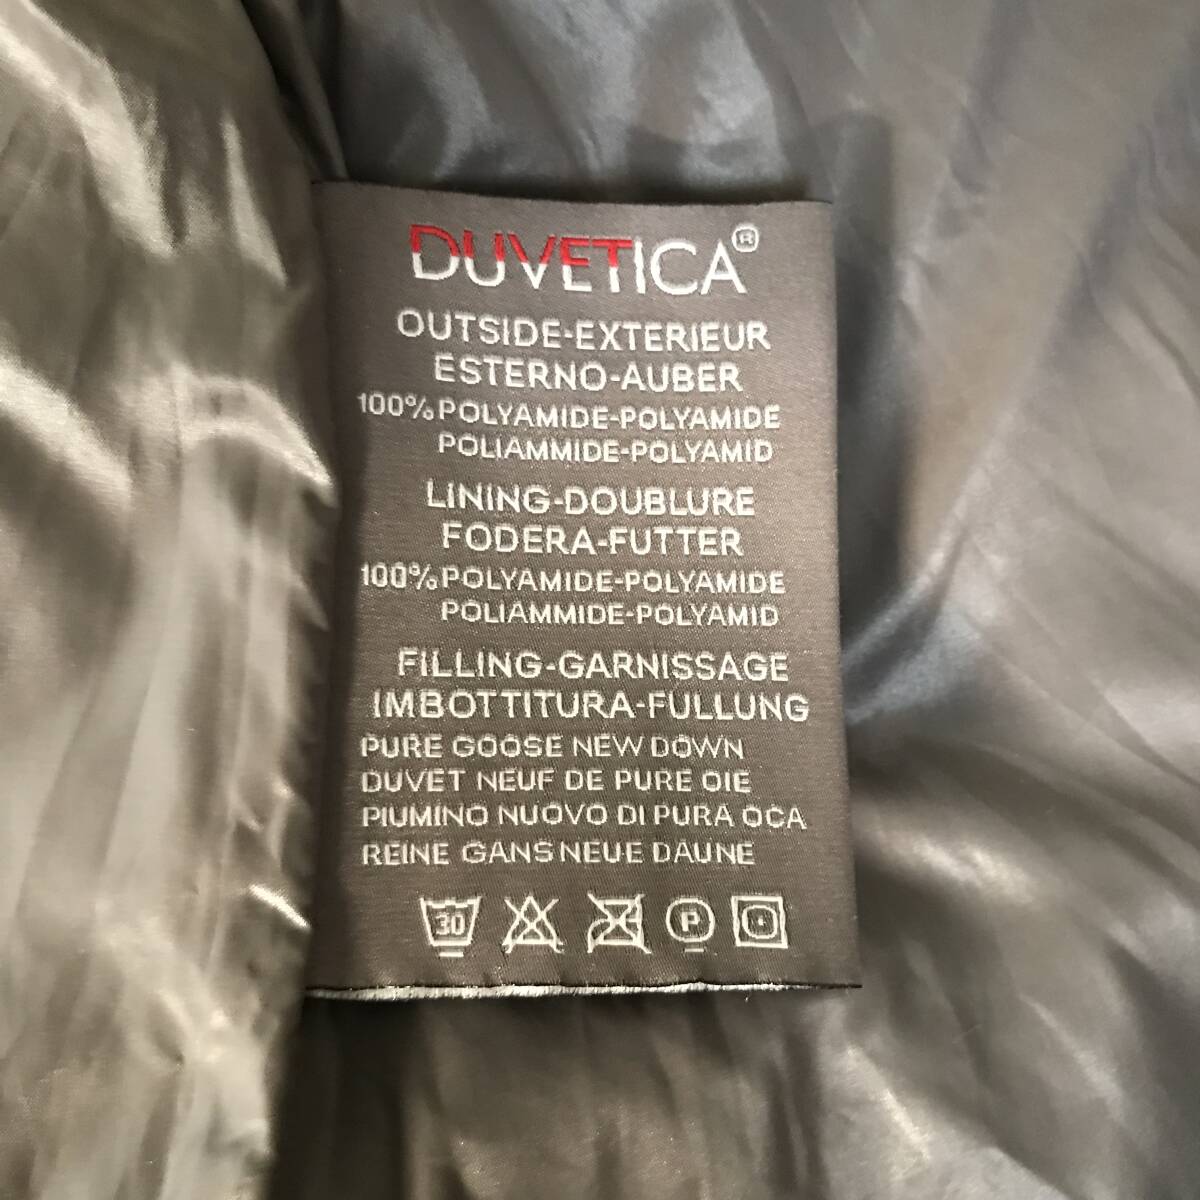 DUVETICA®
OUTSIDE-EXTERIEUR
ESTERNO-AUBER
100% POLYAMIDE-POLYAMIDE
POLIAMMIDE-POLYAMID
LINING-DOUBLURE
FODERA-FUTTER
100% POLYAMIDE-POLYAMIDE
POLIAMMIDE-POLYAMID
FILLING-GARNISSAGE
IMBOTTITURA-FULLUNG
PURE GOOSE NEW DOWN
DUVET NEUF DE PURE OIE
PIUMINO NUOVO DI PURA OCA
REINE GANS NEUE DAUNE
30 P